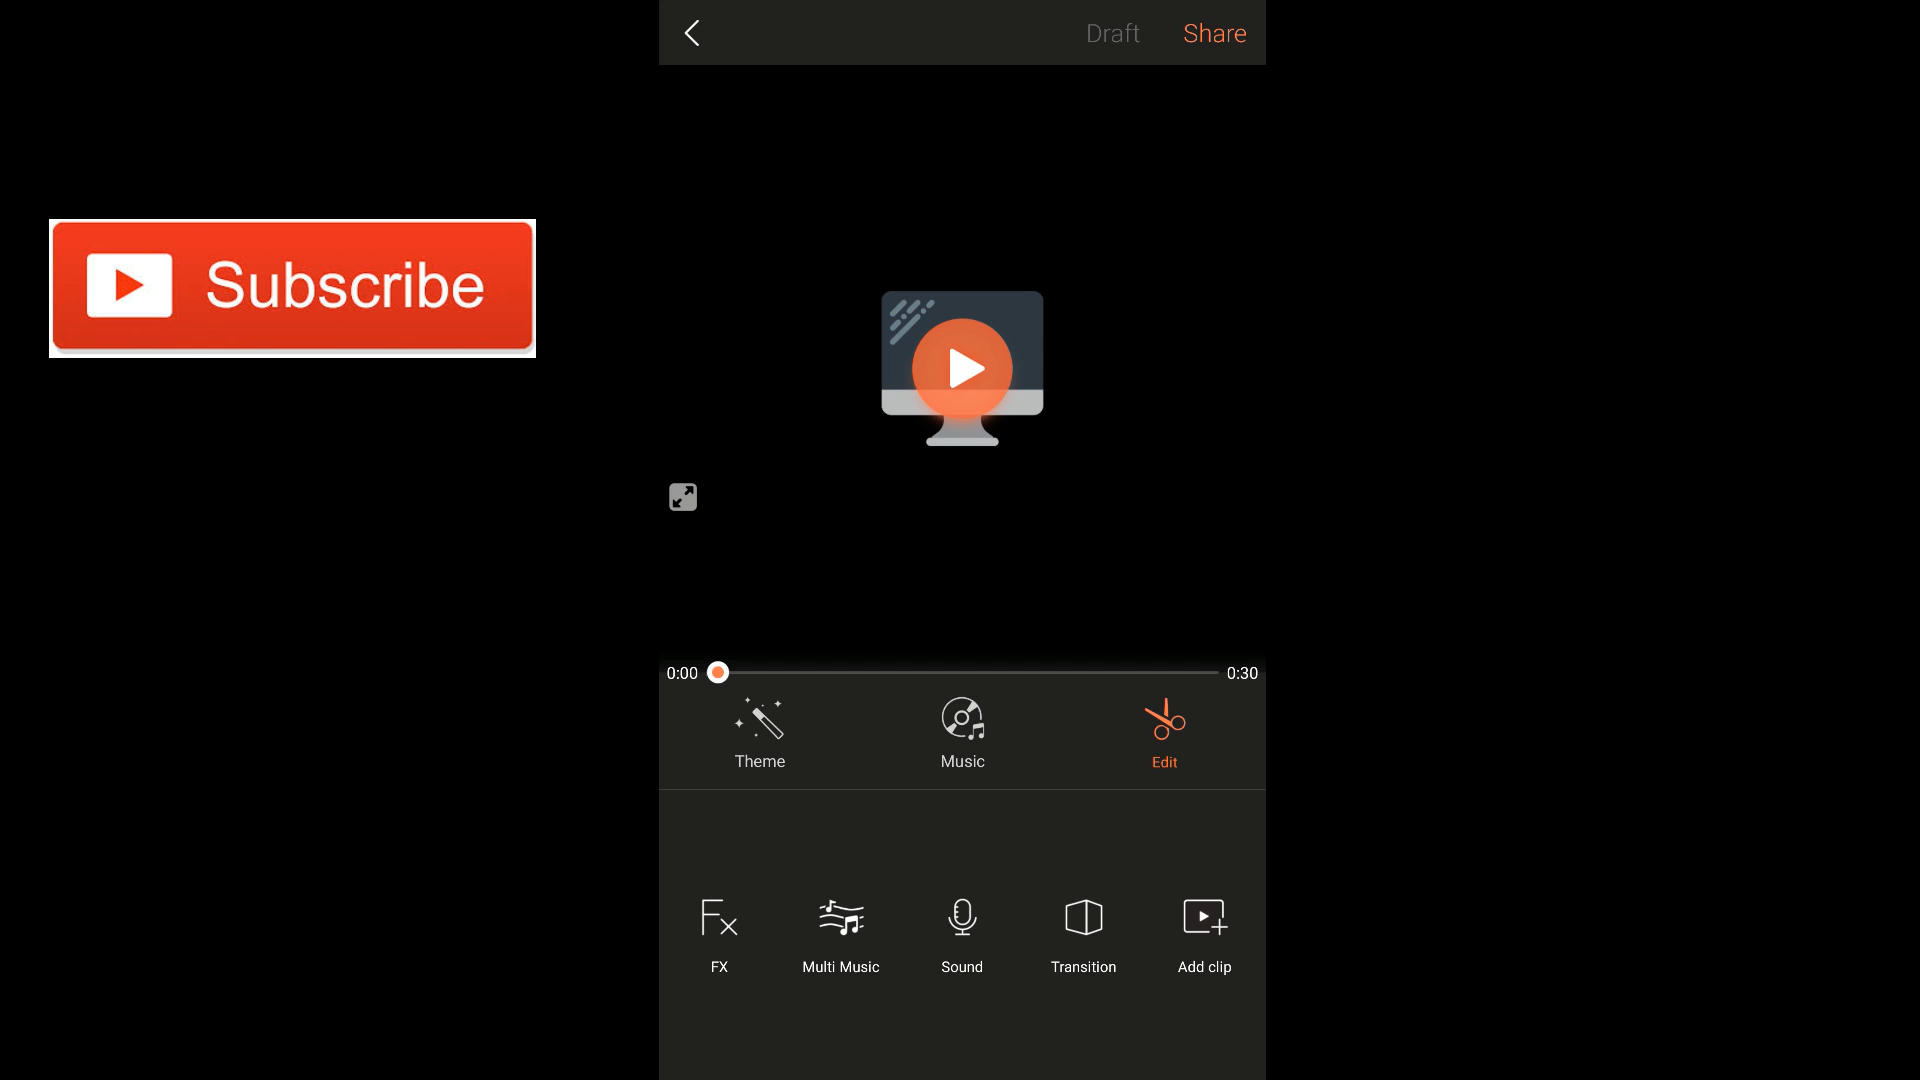 Draft Share
Subscribe
0:00 0:30
Theme Music Edit
FX Multi Music Sound Transition Add clip